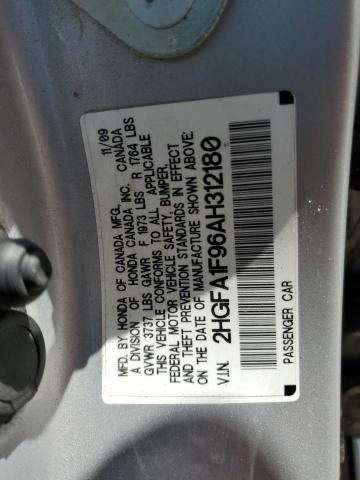 MFD. BY HONDA OF CANADA MFG. 11/09
A DIVISION OF HONDA CANADA INC. CANADA
GVWR 3737 LBS GAWR F 1973 LBS R 1764 LBS
THIS VEHICLE CONFORMS TO ALL APPLICABLE
FEDERAL MOTOR VEHICLE SAFETY, BUMPER,
AND THEFT PREVENTION STANDARDS IN EFFECT
ON THE DATE OF MANUFACTURE SHOWN ABOVE.
V.I.N. 2HGFA1F96AH312180
PASSENGER CAR